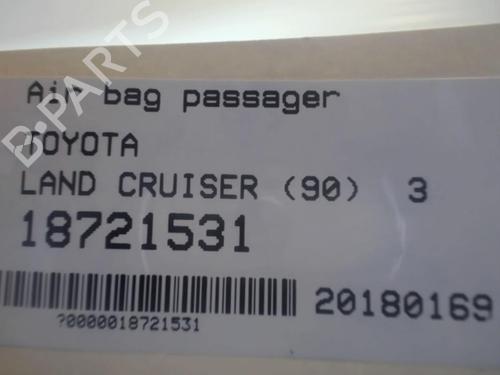 Air bag passager
TOYOTA
LAND CRUISER (90) 3
18721531
20180169
?0000018721531
B-PARTS